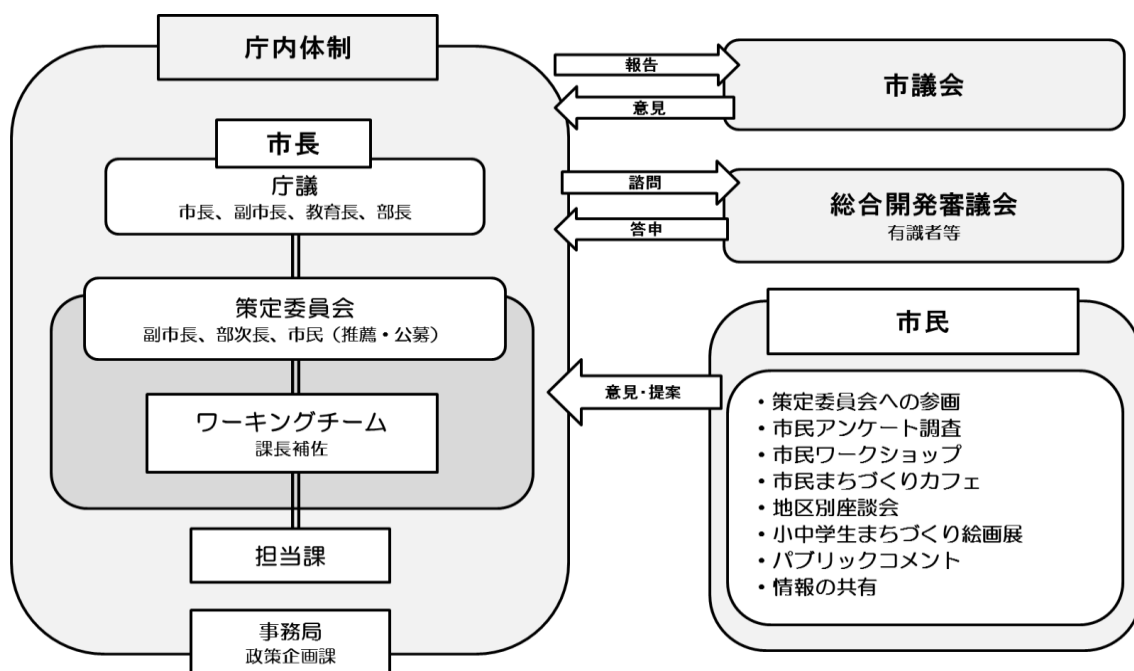 庁内体制
市長
庁議
市長、副市長、教育長、部長
策定委員会
副市長、部次長、市民（推薦・公募）
ワーキングチーム
課長補佐
担当課
事務局
政策企画課
報告
意見
諮問
答申
意見・提案
市議会
総合開発審議会
有識者等
市民
・策定委員会への参画
・市民アンケート調査
・市民ワークショップ
・市民まちづくりカフェ
・地区別座談会
・小中学生まちづくり絵画展
・パブリックコメント
・情報の共有